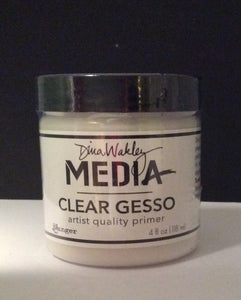 Dina Wakley
MEDIA
CLEAR GESSO
artist quality primer
Ranger
4 fl oz (118 ml)